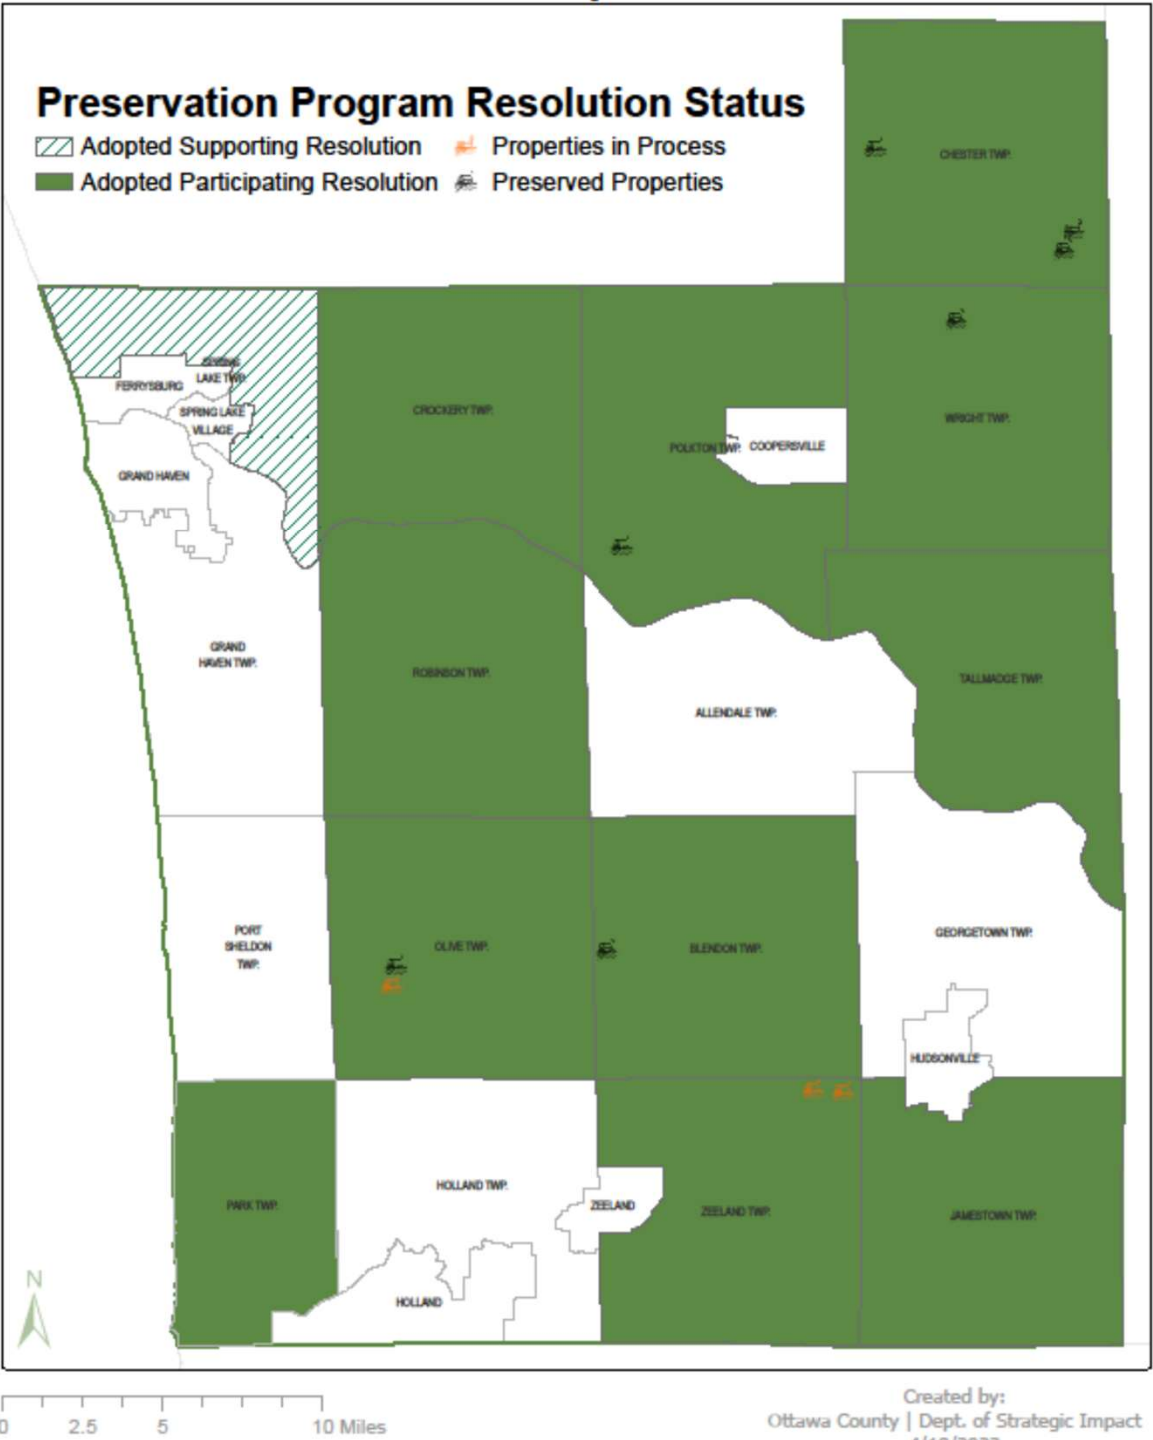 Preservation Program Resolution Status
Adopted Supporting Resolution
Properties in Process
Adopted Participating Resolution
Preserved Properties
CHESTER TWP.
LAKE TWP.
FERRYSBURG
SPRING LAKE
VILLAGE
CROCKERY TWP.
WRIGHT TWP.
POLKTON TWP.
COOPERSVILLE
GRAND HAVEN
GRAND
HAVEN TWP.
ROBINSON TWP.
TALLMADGE TWP.
ALLENDALE TWP.
PORT
SHELDON
TWP.
OLIVE TWP.
BLENDON TWP.
GEORGETOWN TWP.
HUDSONVILLE
HOLLAND TWP.
PARK TWP.
ZEELAND
ZEELAND TWP.
JAMESTOWN TWP.
HOLLAND
N
0 2.5 5 10 Miles
Created by:
Ottawa County | Dept. of Strategic Impact